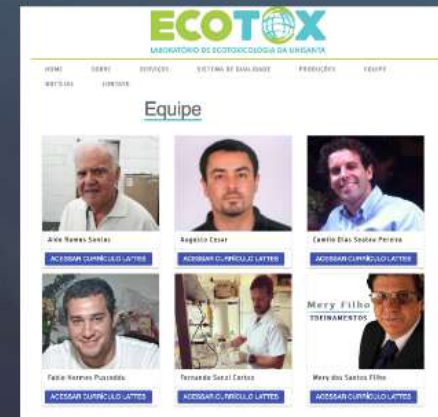 ECOTOX
LABORATÓRIO DE ECOTOXICOLOGIA DA UNISANTA
HOME SOBRE SERVIÇOS SISTEMA DE QUALIDADE PRODUÇÕES EQUIPE
NOTÍCIAS CONTATO
Equipe
Aldo Ramos Santos Augusto Cesar Camilo Dias Seabra Pereira
ACESSAR CURRÍCULO LATTES ACESSAR CURRÍCULO LATTES ACESSAR CURRÍCULO LATTES
Mery Filho
TREINAMENTOS
Fabio Hermes Pusceddu Fernando Sanzi Cortez Mery dos Santos Filho
ACESSAR CURRÍCULO LATTES ACESSAR CURRÍCULO LATTES ACESSAR CURRÍCULO LATTES